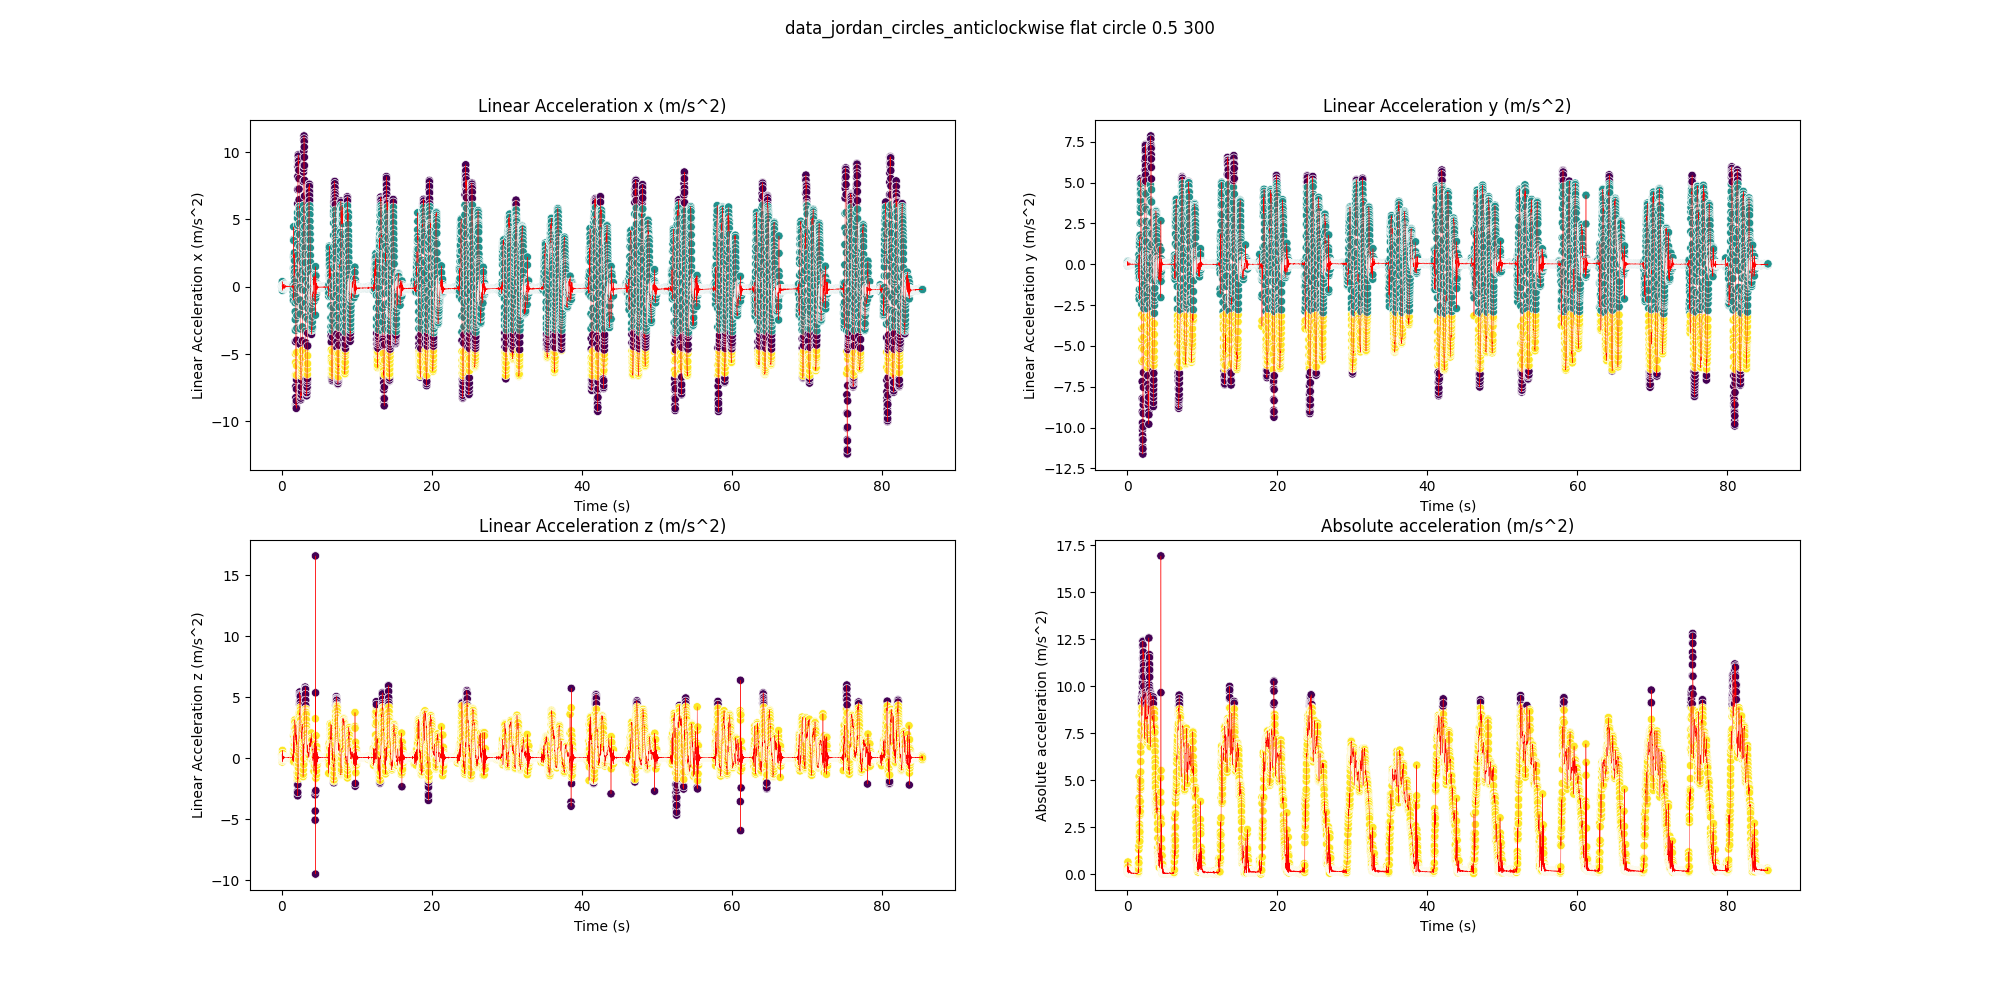 data_jordan_circles_anticlockwise flat circle 0.5 300
Linear Acceleration x (m/s^2)
Linear Acceleration x (m/s^2)
10
5
0
−5
−10
0 20 40 60 80
Time (s)
Linear Acceleration y (m/s^2)
Linear Acceleration y (m/s^2)
7.5
5.0
2.5
0.0
−2.5
−5.0
−7.5
−10.0
−12.5
0 20 40 60 80
Time (s)
Linear Acceleration z (m/s^2)
Linear Acceleration z (m/s^2)
15
10
5
0
−5
−10
0 20 40 60 80
Time (s)
Absolute acceleration (m/s^2)
Absolute acceleration (m/s^2)
17.5
15.0
12.5
10.0
7.5
5.0
2.5
0.0
0 20 40 60 80
Time (s)